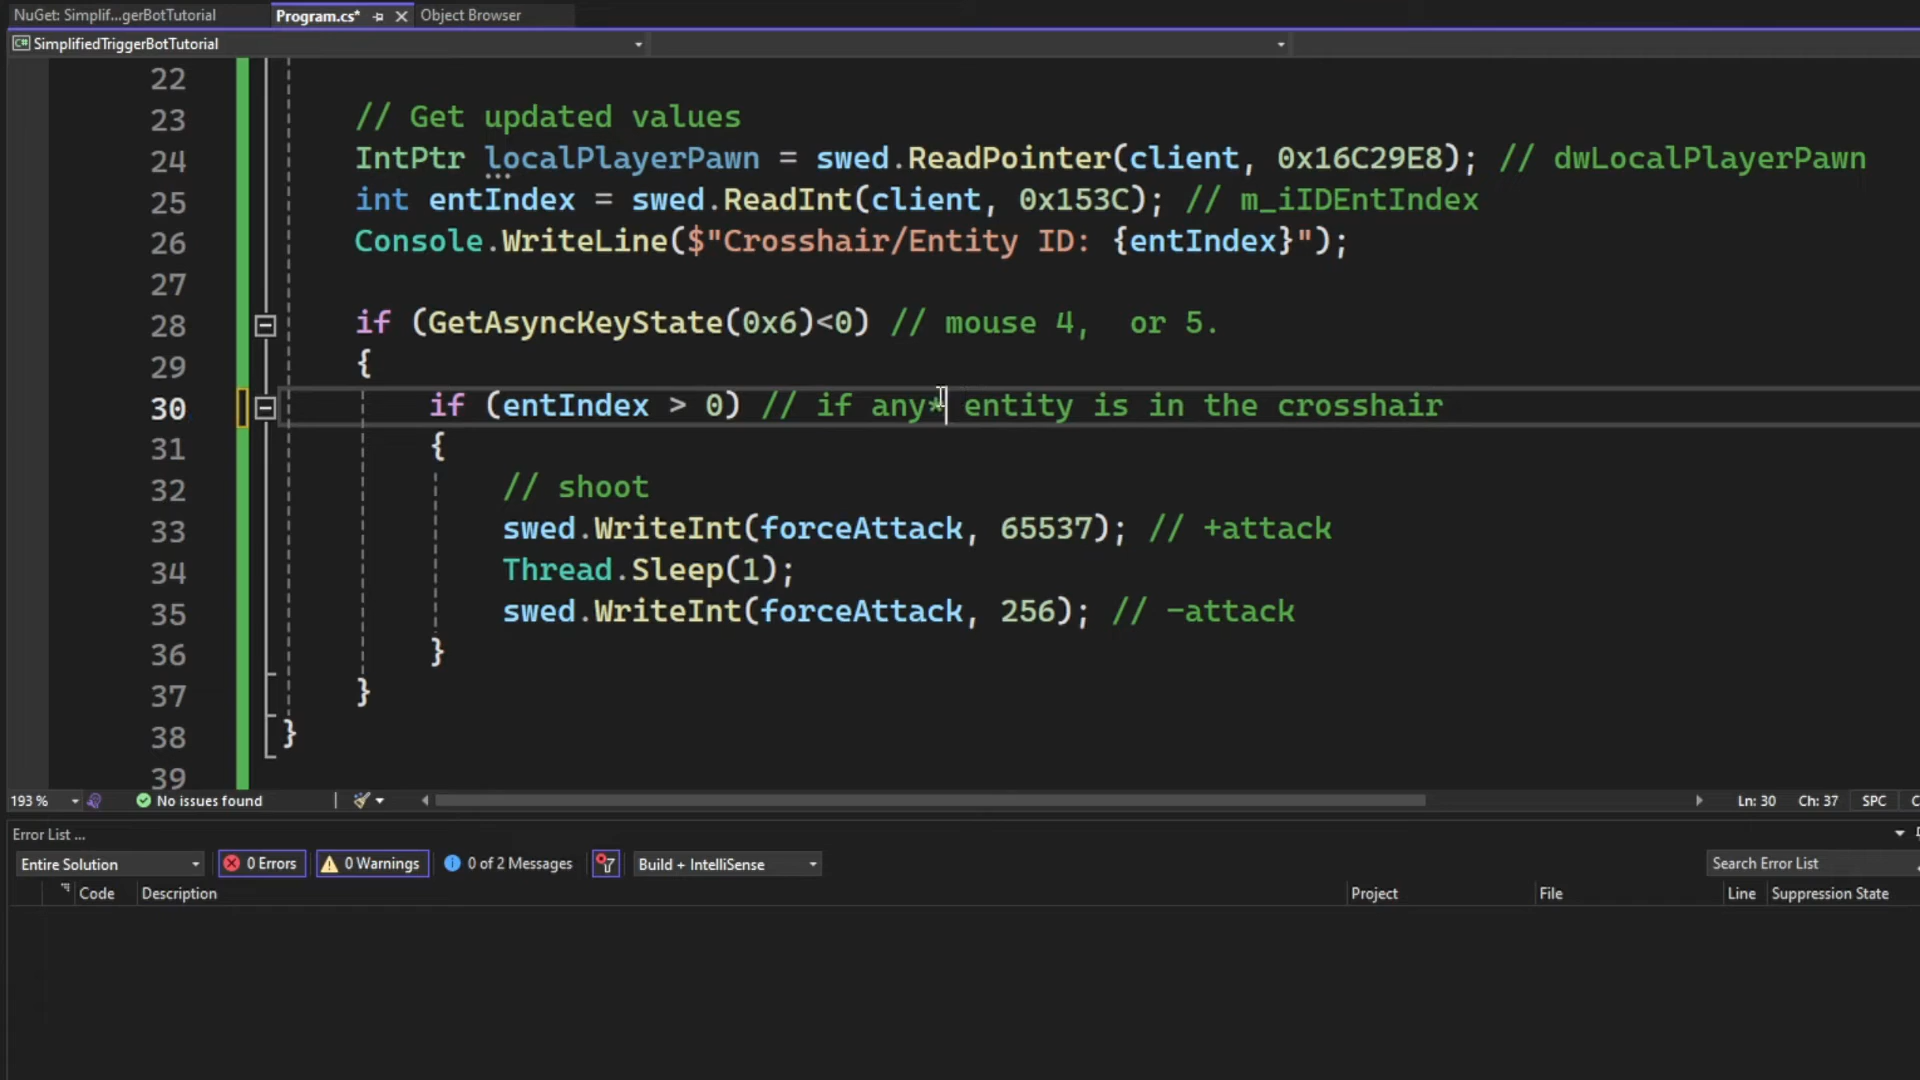 NuGet: Simplif...gerBotTutorial Program.cs* Object Browser
C# SimplifiedTriggerBotTutorial
22
23 // Get updated values
24 IntPtr localPlayerPawn = swed.ReadPointer(client, 0x16C29E8); // dwLocalPlayerPawn
25 int entIndex = swed.ReadInt(client, 0x153C); // m_iIDEntIndex
26 Console.WriteLine($"Crosshair/Entity ID: {entIndex}");
27
28 if (GetAsyncKeyState(0x6)<0) // mouse 4,  or 5.
29 {
30 if (entIndex > 0) // if any* entity is in the crosshair
31 {
32 // shoot
33 swed.WriteInt(forceAttack, 65537); // +attack
34 Thread.Sleep(1);
35 swed.WriteInt(forceAttack, 256); // -attack
36 }
37 }
38 }
39
193 % No issues found Ln: 30 Ch: 37 SPC
Error List ...
Entire Solution 0 Errors 0 Warnings 0 of 2 Messages Build + IntelliSense Search Error List
Code Description Project File Line Suppression State